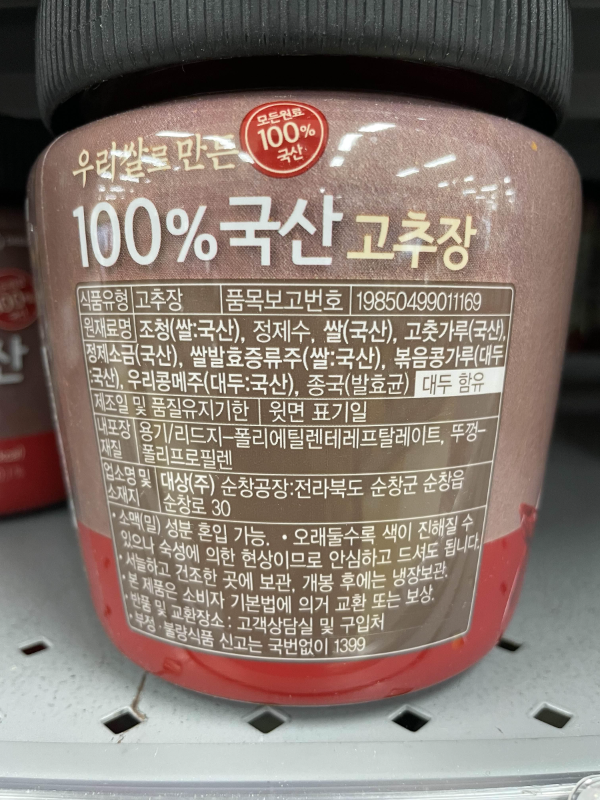 모든원료
100%
국산
우리쌀로 만든
100% 국산 고추장
식품유형 고추장 품목보고번호 19850499011169
원재료명 조청(쌀:국산), 정제수, 쌀(국산), 고춧가루(국산),
정제소금(국산), 쌀발효증류주(쌀:국산), 볶음콩가루(대두
:국산), 우리콩메주(대두:국산), 종국(발효균) 대두 함유
제조일 및 품질유지기한 윗면 표기일
내포장 용기/리드지-폴리에틸렌테레프탈레이트, 뚜껑-
재질 폴리프로필렌
업소명 및 대상(주) 순창공장:전라북도 순창군 순창읍
소재지 순창로 30
• 소맥(밀) 성분 혼입 가능. • 오래둘수록 색이 진해질 수
있으나 숙성에 의한 현상이므로 안심하고 드셔도 됩니다.
• 서늘하고 건조한 곳에 보관, 개봉 후에는 냉장보관.
• 본 제품은 소비자 기본법에 의거 교환 또는 보상.
• 반품 및 교환장소 : 고객상담실 및 구입처
• 부정·불량식품 신고는 국번없이 1399
산